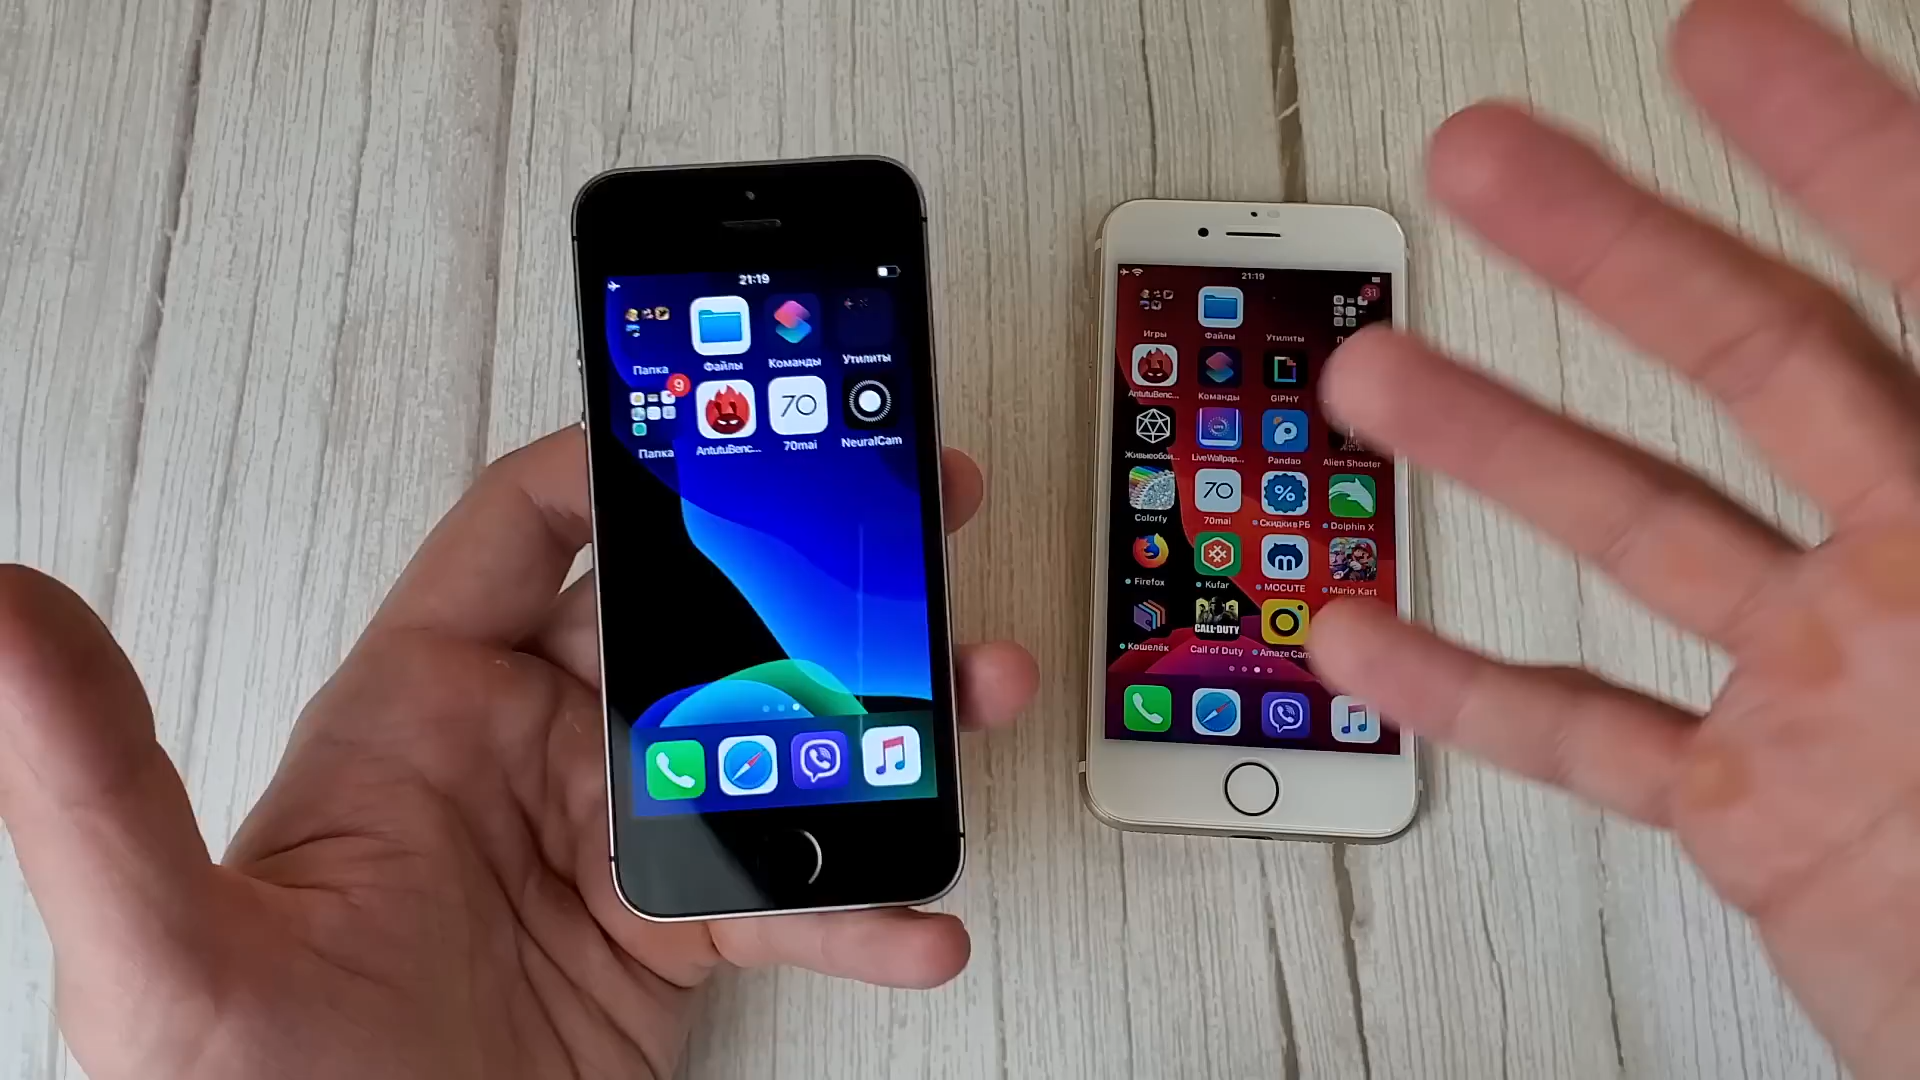 21:19
Папка
Файлы
Команды
Утилиты
9
70
Папка
AntutuBenc...
70mai
NeuralCam
21:19
31
Игры
Файлы
Утилиты
AntutuBenc...
Команды
GIPHY
Живыеобои...
LiveWallpap...
Pandao
Alien Shooter
70
%
Colorfy
70mai
Скидки в РБ
Dolphin X
m
Firefox
Kufar
MOCUTE
Mario Kart
CALL OF DUTY
Кошелёк
Call of Duty
Amaze Cam